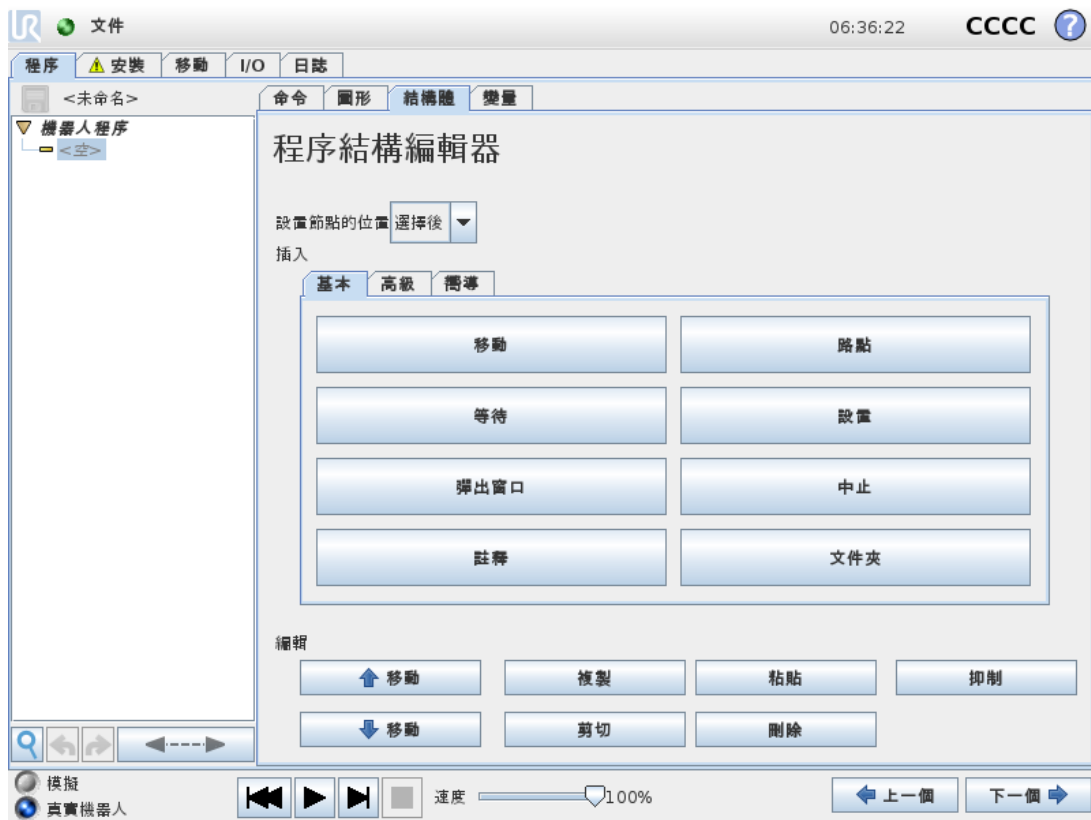 UR 文件 06:36:22 CCCC ?
程序 安裝 移動 I/O 日誌
<未命名> 命令 圖形 結構體 變量
機器人程序
<空>
程序結構編輯器
設置節點的位置 選擇後
插入
基本 高級 嚮導
移動 路點
等待 設置
彈出窗口 中止
註釋 文件夾
編輯
移動 複製 粘貼 抑制
移動 剪切 刪除
模擬
真實機器人
速度 100% 上一個 下一個